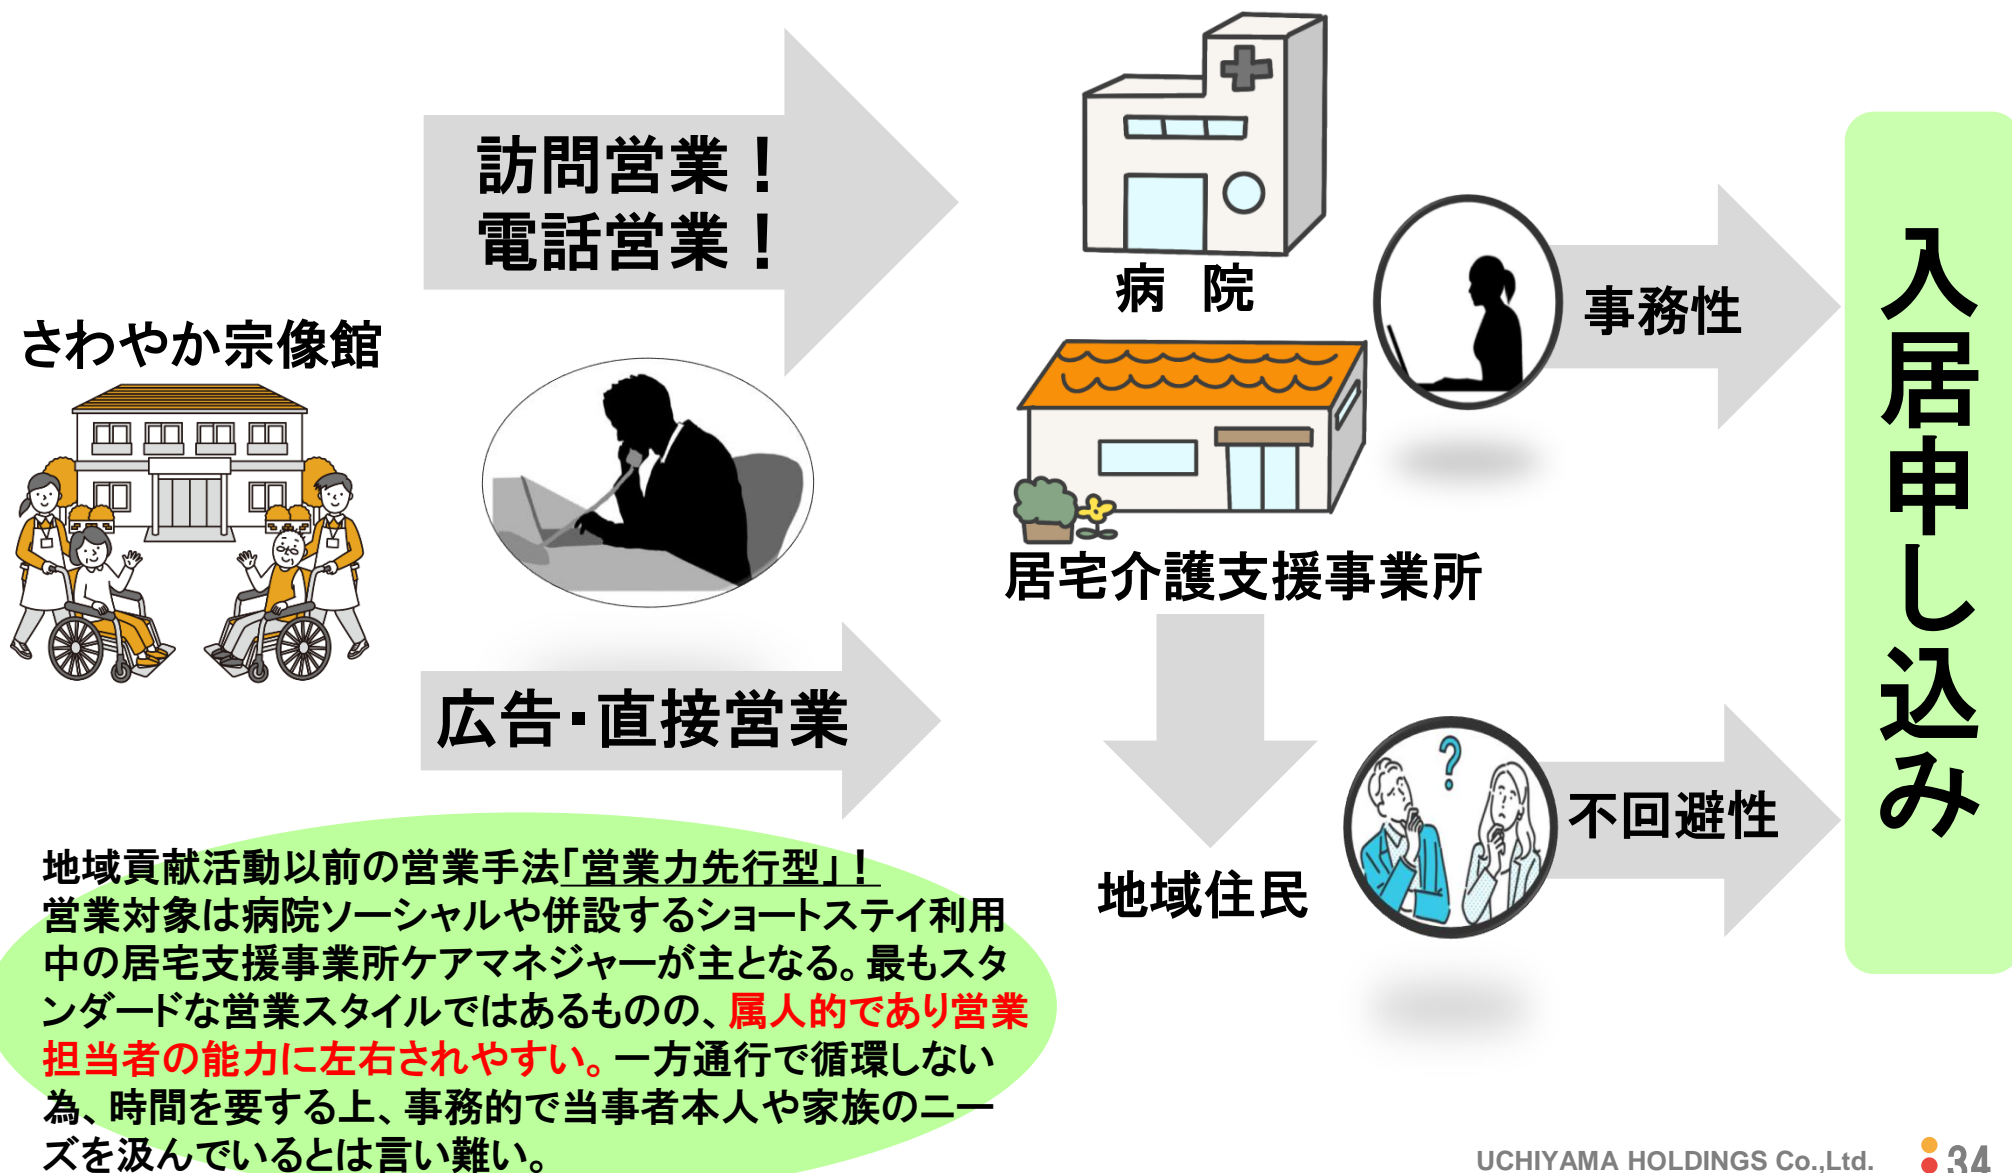 訪問営業！
電話営業！
さわやか宗像館
広告・直接営業
病　院
居宅介護支援事業所
地域住民
？
事務性
不回避性
入居申し込み
地域貢献活動以前の営業手法「営業力先行型」！
営業対象は病院ソーシャルや併設するショートステイ利用
中の居宅支援事業所ケアマネジャーが主となる。最もスタ
ンダードな営業スタイルではあるものの、属人的であり営業
担当者の能力に左右されやすい。一方通行で循環しない
為、時間を要する上、事務的で当事者本人や家族のニー
ズを汲んでいるとは言い難い。
UCHIYAMA HOLDINGS Co.,Ltd.
34